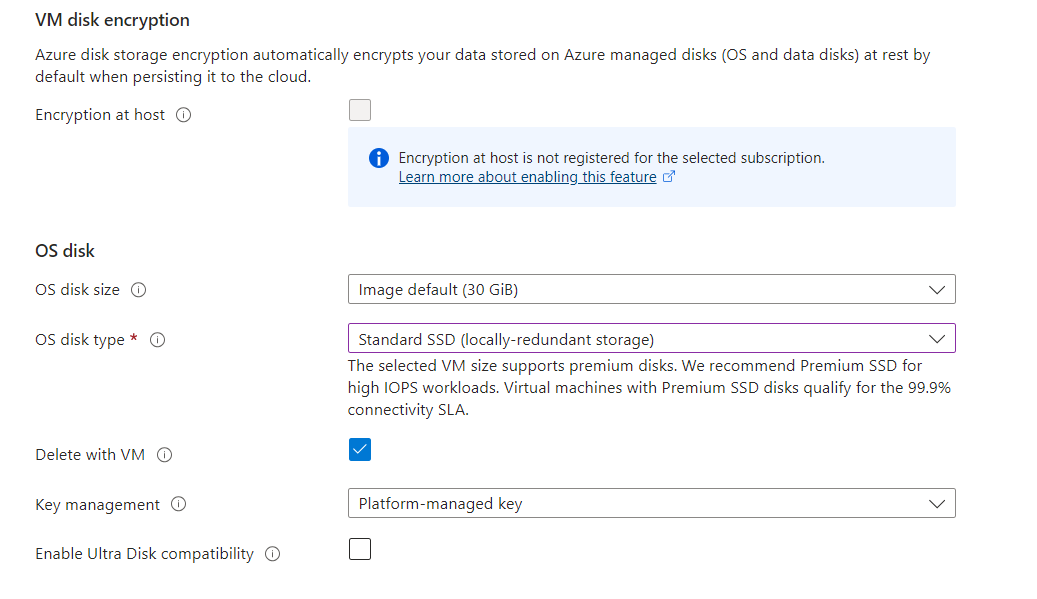 VM disk encryption
Azure disk storage encryption automatically encrypts your data stored on Azure managed disks (OS and data disks) at rest by
default when persisting it to the cloud.
Encryption at host
Encryption at host is not registered for the selected subscription.
Learn more about enabling this feature
OS disk
OS disk size
Image default (30 GiB)
OS disk type *
Standard SSD (locally-redundant storage)
The selected VM size supports premium disks. We recommend Premium SSD for
high IOPS workloads. Virtual machines with Premium SSD disks qualify for the 99.9%
connectivity SLA.
Delete with VM
Key management
Platform-managed key
Enable Ultra Disk compatibility